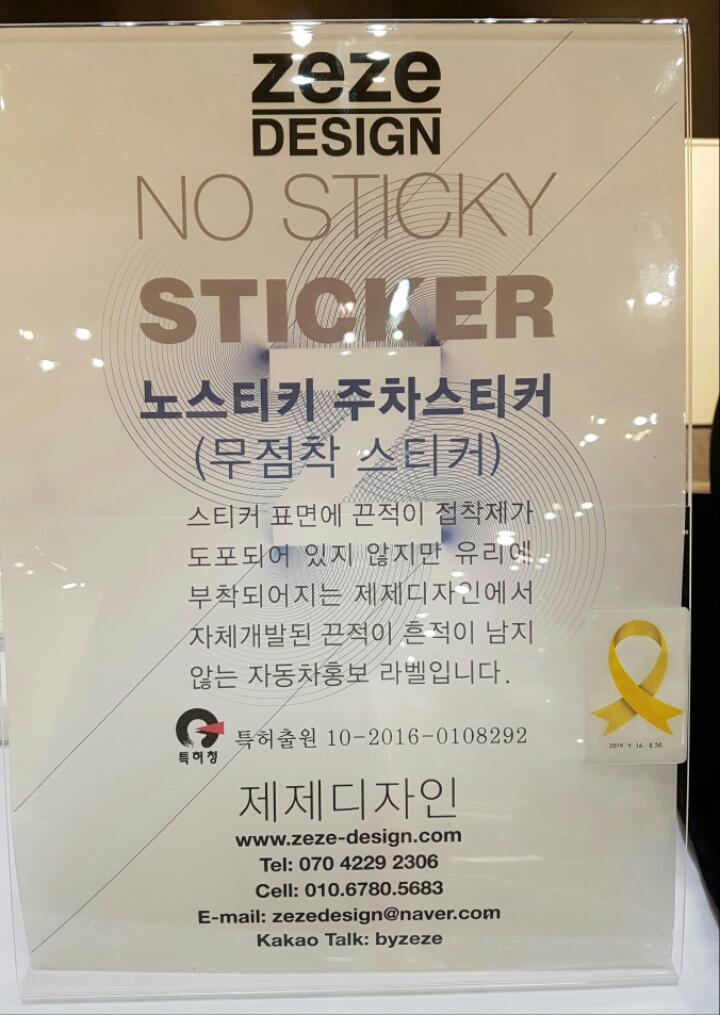 zeze
DESIGN
NO STICKY
STICKER
노스티키 주차스티커
(무점착 스티커)
스티커 표면에 끈적이 접착제가
도포되어 있지 않지만 유리에
부착되어지는 제제디자인에서
자체개발된 끈적이 흔적이 남지
않는 자동차홍보 라벨입니다.
특허청
특허출원 10-2016-0108292
제제디자인
www.zeze-design.com
Tel: 070 4229 2306
Cell: 010.6780.5683
E-mail: zezedesign@naver.com
Kakao Talk: byzeze